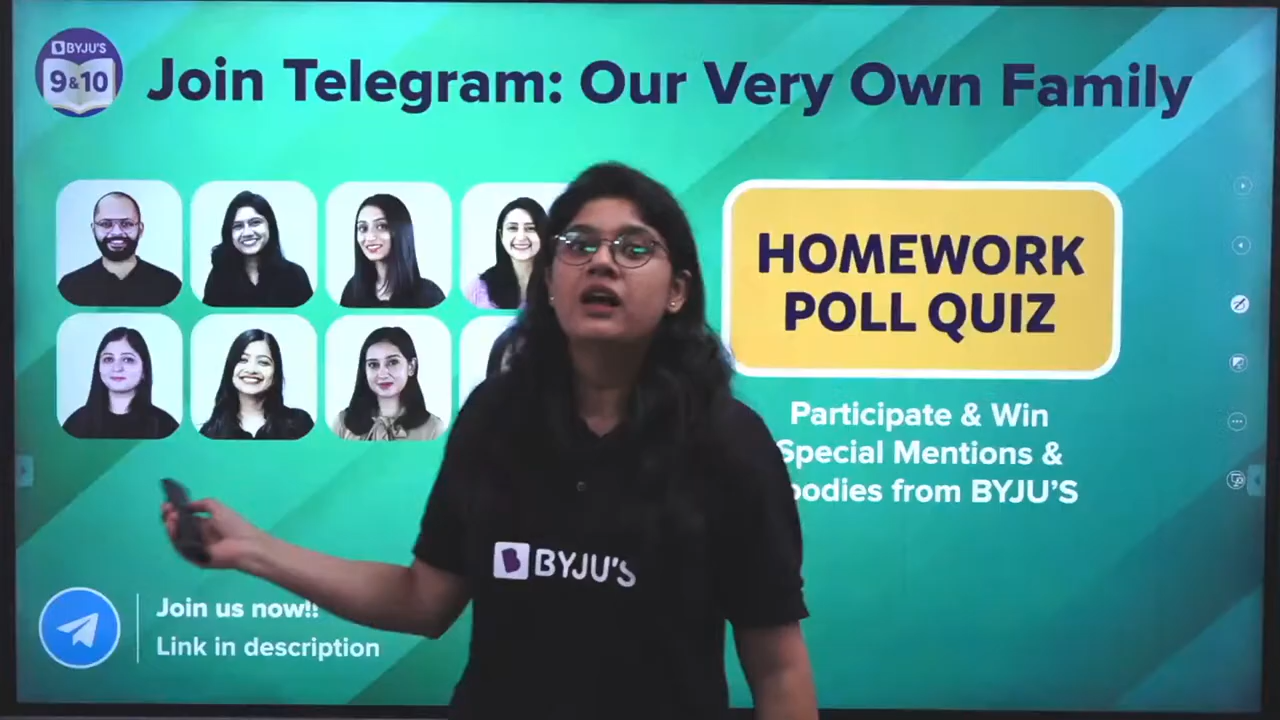 BYJU'S
9&10
Join Telegram: Our Very Own Family
HOMEWORK
POLL QUIZ
Participate & Win
Special Mentions &
oodies from BYJU'S
BYJU'S
Join us now!!
Link in description